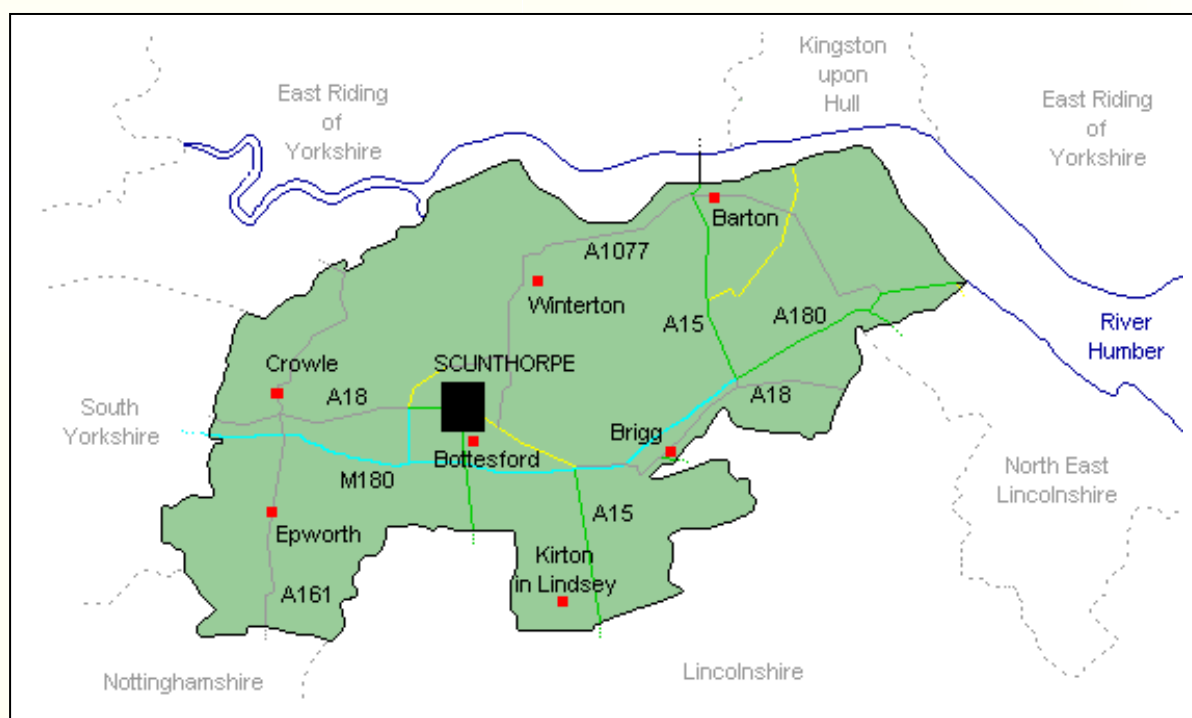 Kingston
upon
Hull
East Riding
of
Yorkshire
East Riding
of
Yorkshire
Barton
A1077
Winterton
A15
A180
River
Humber
Crowle
SCUNTHORPE
A18
A18
South
Yorkshire
Brigg
Bottesford
M180
North East
Lincolnshire
A15
Epworth
Kirton
in Lindsey
A161
Nottinghamshire
Lincolnshire